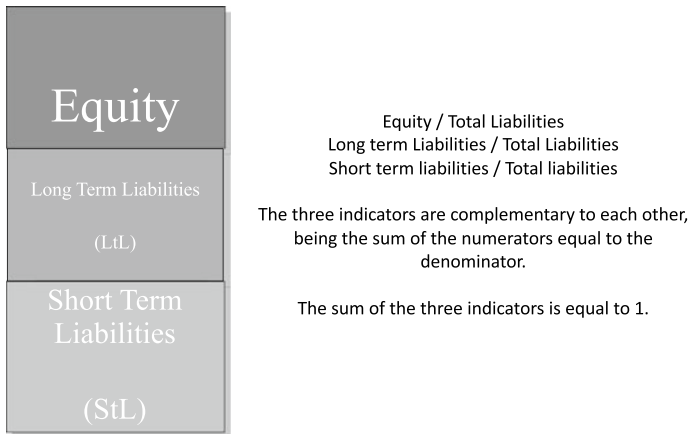 Equity
Long Term Liabilities
(LtL)
Short Term
Liabilities
(StL)
Equity / Total Liabilities
Long term Liabilities / Total Liabilities
Short term liabilities / Total liabilities
The three indicators are complementary to each other,
being the sum of the numerators equal to the
denominator.
The sum of the three indicators is equal to 1.